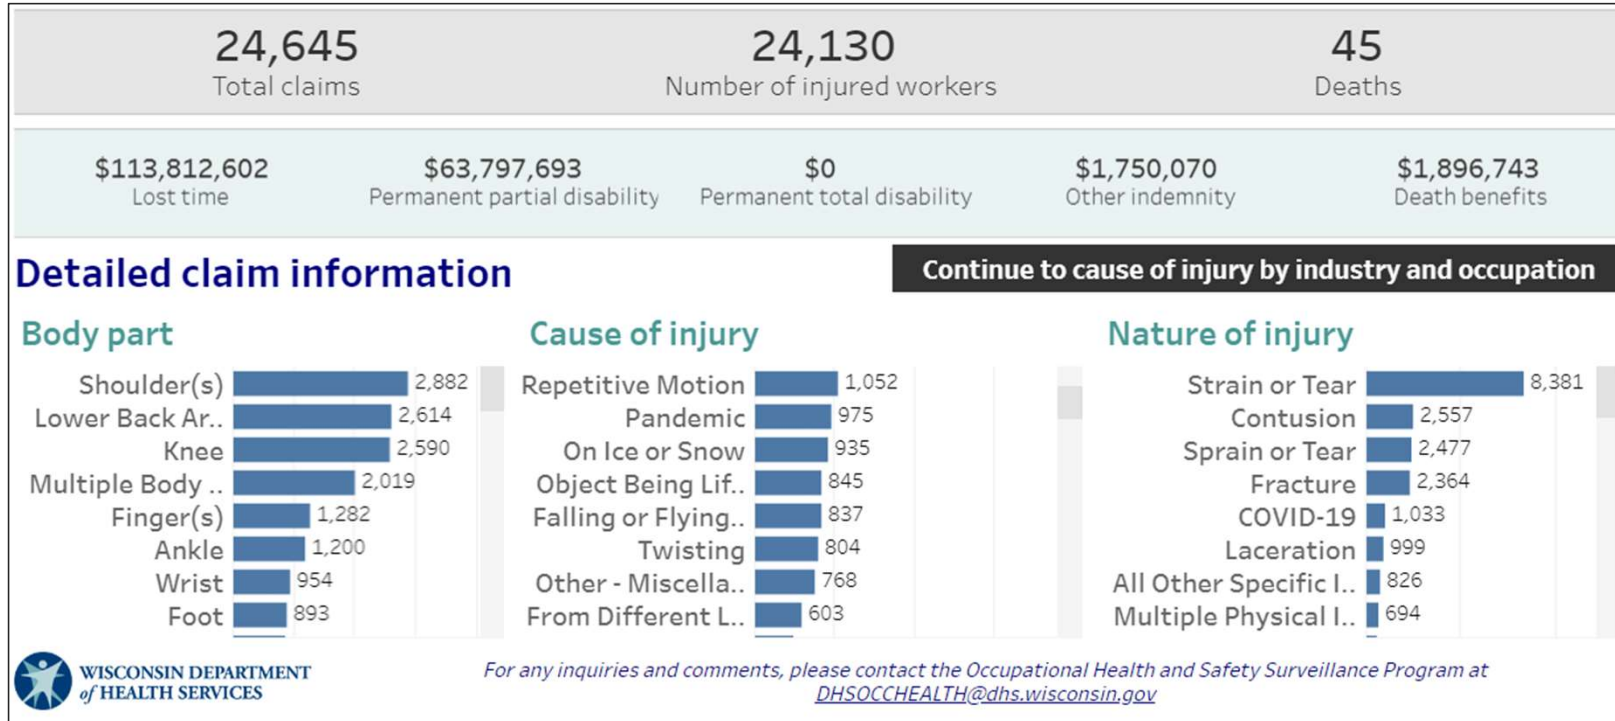 24,645
Total claims
24,130
Number of injured workers
45
Deaths
$113,812,602
Lost time
$63,797,693
Permanent partial disability
$0
Permanent total disability
$1,750,070
Other indemnity
$1,896,743
Death benefits
Detailed claim information
Continue to cause of injury by industry and occupation
Body part
Shoulder(s) 2,882
Lower Back Ar.. 2,614
Knee 2,590
Multiple Body .. 2,019
Finger(s) 1,282
Ankle 1,200
Wrist 954
Foot 893
Cause of injury
Repetitive Motion 1,052
Pandemic 975
On Ice or Snow 935
Object Being Lif.. 845
Falling or Flying.. 837
Twisting 804
Other - Miscella.. 768
From Different L.. 603
Nature of injury
Strain or Tear 8,381
Contusion 2,557
Sprain or Tear 2,477
Fracture 2,364
COVID-19 1,033
Laceration 999
All Other Specific I.. 826
Multiple Physical I.. 694
WISCONSIN DEPARTMENT
of HEALTH SERVICES
For any inquiries and comments, please contact the Occupational Health and Safety Surveillance Program at
DHSOCCHEALTH@dhs.wisconsin.gov